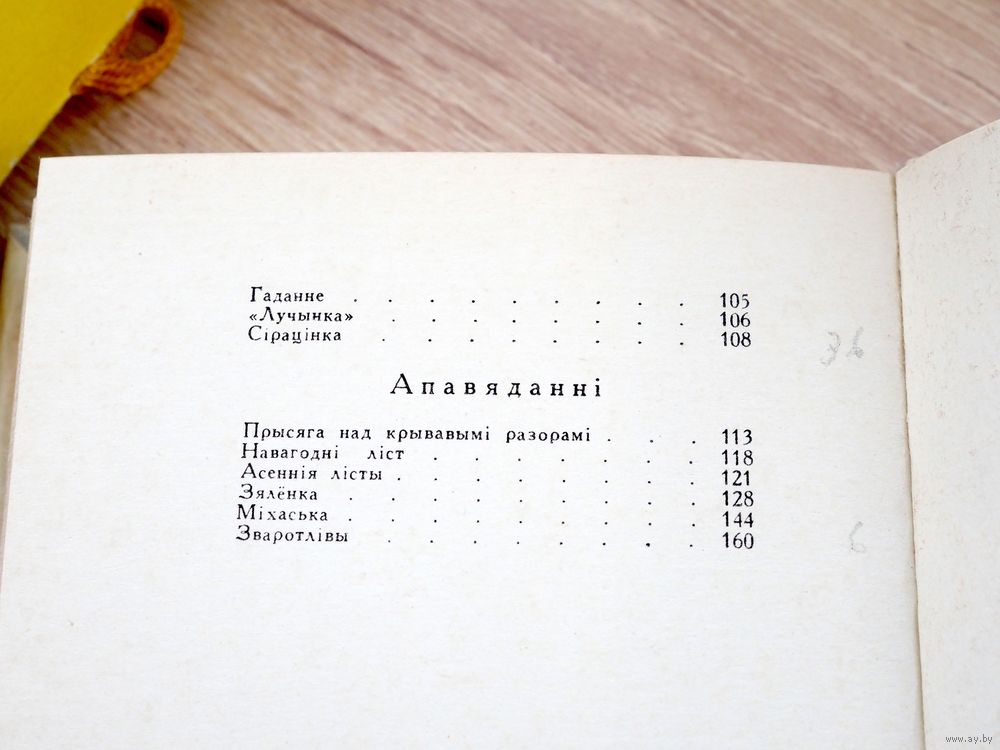 Гаданне . . . . . . . . . 105
«Лучынка» . . . . . . . . 106
Сірацінка . . . . . . . . 108
Апавяданні
Прысяга над крывавымі разорамі . . . 113
Навагодні ліст . . . . . . . 118
Асеннія лісты . . . . . . . . 121
Зялёнка . . . . . . . . . 128
Міхаська . . . . . . . . . 144
Зваротлівы . . . . . . . . 160
www.ay.by